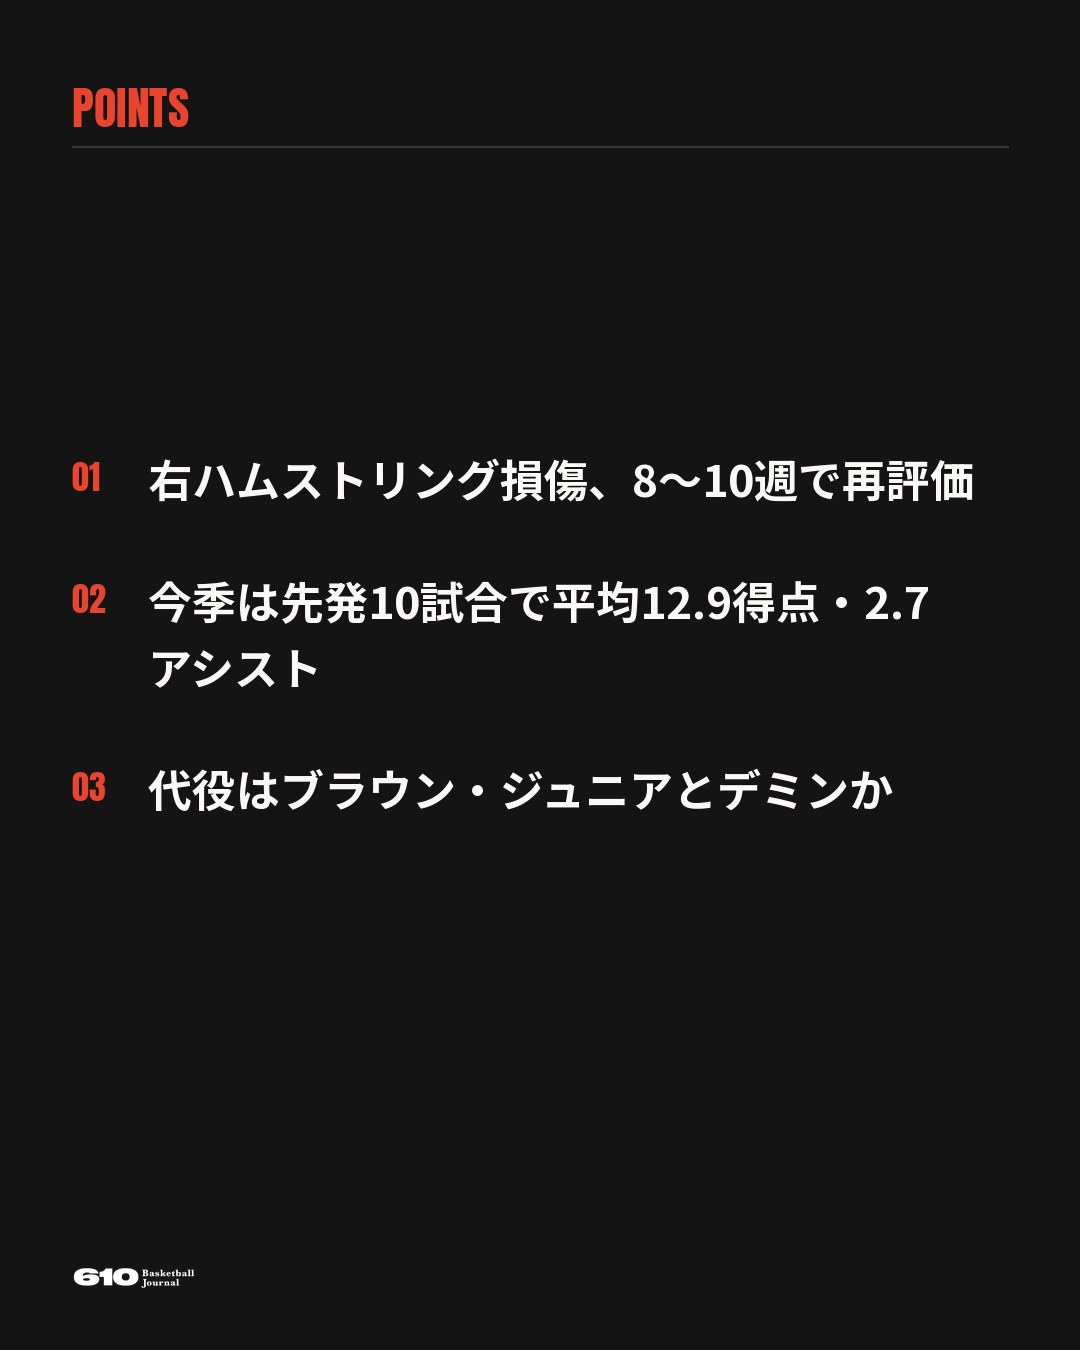 POINTS
01 右ハムストリング損傷、8〜10週で再評価
02 今季は先発10試合で平均12.9得点・2.7
アシスト
03 代役はブラウン・ジュニアとデミンか
610 Basketball
Journal